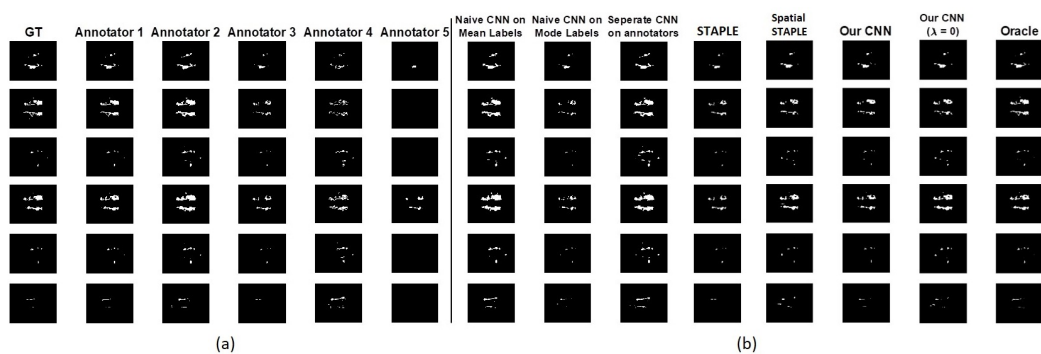 GT
Annotator 1
Annotator 2
Annotator 3
Annotator 4
Annotator 5
Naive CNN on
Mean Labels
Naive CNN on
Mode Labels
Seperate CNN
on annotators
STAPLE
Spatial
STAPLE
Our CNN
Our CNN
(λ = 0)
Oracle
(a)
(b)